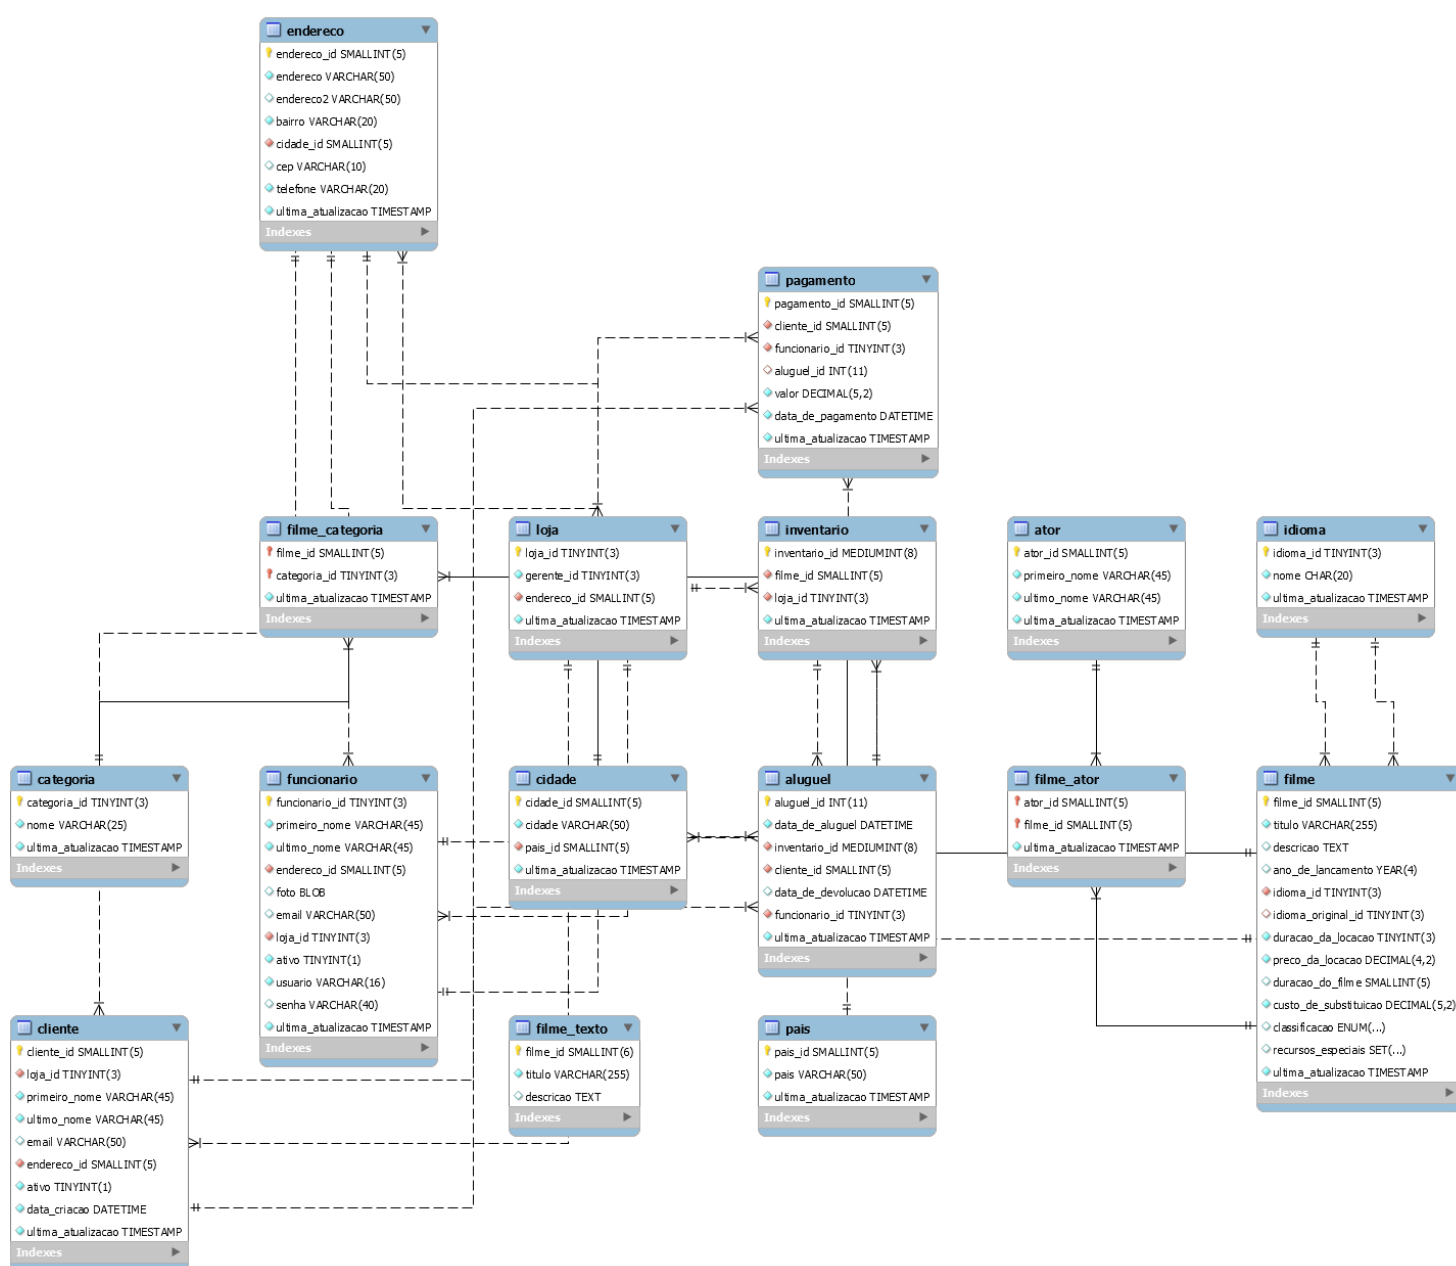 endereco
endereco_id SMALLINT(5)
endereco VARCHAR(50)
endereco2 VARCHAR(50)
bairro VARCHAR(20)
cidade_id SMALLINT(5)
cep VARCHAR(10)
telefone VARCHAR(20)
ultima_atualizacao TIMESTAMP
Indexes
pagamento
pagamento_id SMALLINT(5)
cliente_id SMALLINT(5)
funcionario_id TINYINT(3)
aluguel_id INT(11)
valor DECIMAL(5,2)
data_de_pagamento DATETIME
ultima_atualizacao TIMESTAMP
Indexes
filme_categoria
filme_id SMALLINT(5)
categoria_id TINYINT(3)
ultima_atualizacao TIMESTAMP
Indexes
loja
loja_id TINYINT(3)
gerente_id TINYINT(3)
endereco_id SMALLINT(5)
ultima_atualizacao TIMESTAMP
Indexes
inventario
inventario_id MEDIUMINT(8)
filme_id SMALLINT(5)
loja_id TINYINT(3)
ultima_atualizacao TIMESTAMP
Indexes
ator
ator_id SMALLINT(5)
primeiro_nome VARCHAR(45)
ultimo_nome VARCHAR(45)
ultima_atualizacao TIMESTAMP
Indexes
idioma
idioma_id TINYINT(3)
nome CHAR(20)
ultima_atualizacao TIMESTAMP
Indexes
categoria
categoria_id TINYINT(3)
nome VARCHAR(25)
ultima_atualizacao TIMESTAMP
Indexes
funcionario
funcionario_id TINYINT(3)
primeiro_nome VARCHAR(45)
ultimo_nome VARCHAR(45)
endereco_id SMALLINT(5)
foto BLOB
email VARCHAR(50)
loja_id TINYINT(3)
ativo TINYINT(1)
usuario VARCHAR(16)
senha VARCHAR(40)
ultima_atualizacao TIMESTAMP
Indexes
cidade
cidade_id SMALLINT(5)
cidade VARCHAR(50)
pais_id SMALLINT(5)
ultima_atualizacao TIMESTAMP
Indexes
aluguel
aluguel_id INT(11)
data_de_aluguel DATETIME
inventario_id MEDIUMINT(8)
cliente_id SMALLINT(5)
data_de_devolucao DATETIME
funcionario_id TINYINT(3)
ultima_atualizacao TIMESTAMP
Indexes
filme_ator
ator_id SMALLINT(5)
filme_id SMALLINT(5)
ultima_atualizacao TIMESTAMP
Indexes
filme
filme_id SMALLINT(5)
titulo VARCHAR(255)
descricao TEXT
ano_de_lancamento YEAR(4)
idioma_id TINYINT(3)
idioma_original_id TINYINT(3)
duracao_da_locacao TINYINT(3)
preco_da_locacao DECIMAL(4,2)
duracao_do_filme SMALLINT(5)
custo_de_substituicao DECIMAL(5,2)
classificacao ENUM(...)
recursos_especiais SET(...)
ultima_atualizacao TIMESTAMP
Indexes
cliente
cliente_id SMALLINT(5)
loja_id TINYINT(3)
primeiro_nome VARCHAR(45)
ultimo_nome VARCHAR(45)
email VARCHAR(50)
endereco_id SMALLINT(5)
ativo TINYINT(1)
data_criacao DATETIME
ultima_atualizacao TIMESTAMP
Indexes
filme_texto
filme_id SMALLINT(6)
titulo VARCHAR(255)
descricao TEXT
Indexes
pais
pais_id SMALLINT(5)
pais VARCHAR(50)
ultima_atualizacao TIMESTAMP
Indexes